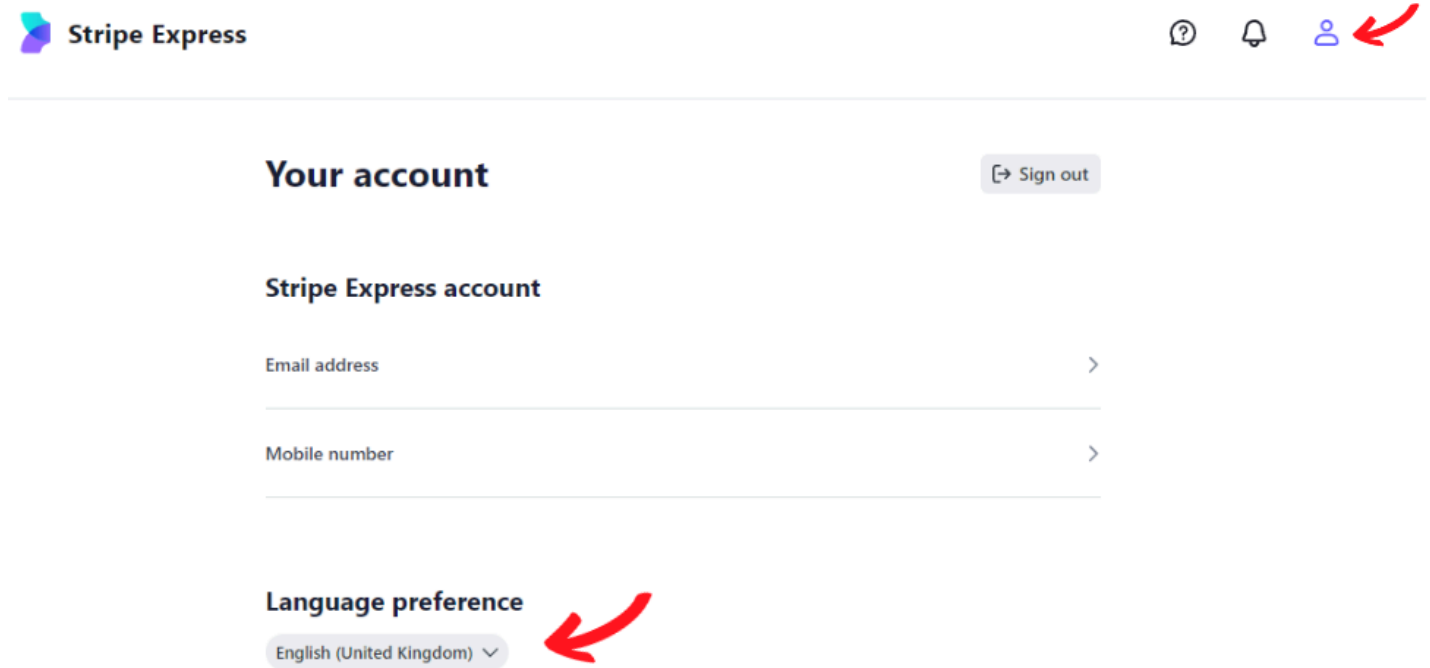 Stripe Express
Your account
Sign out
Stripe Express account
Email address
Mobile number
Language preference
English (United Kingdom)